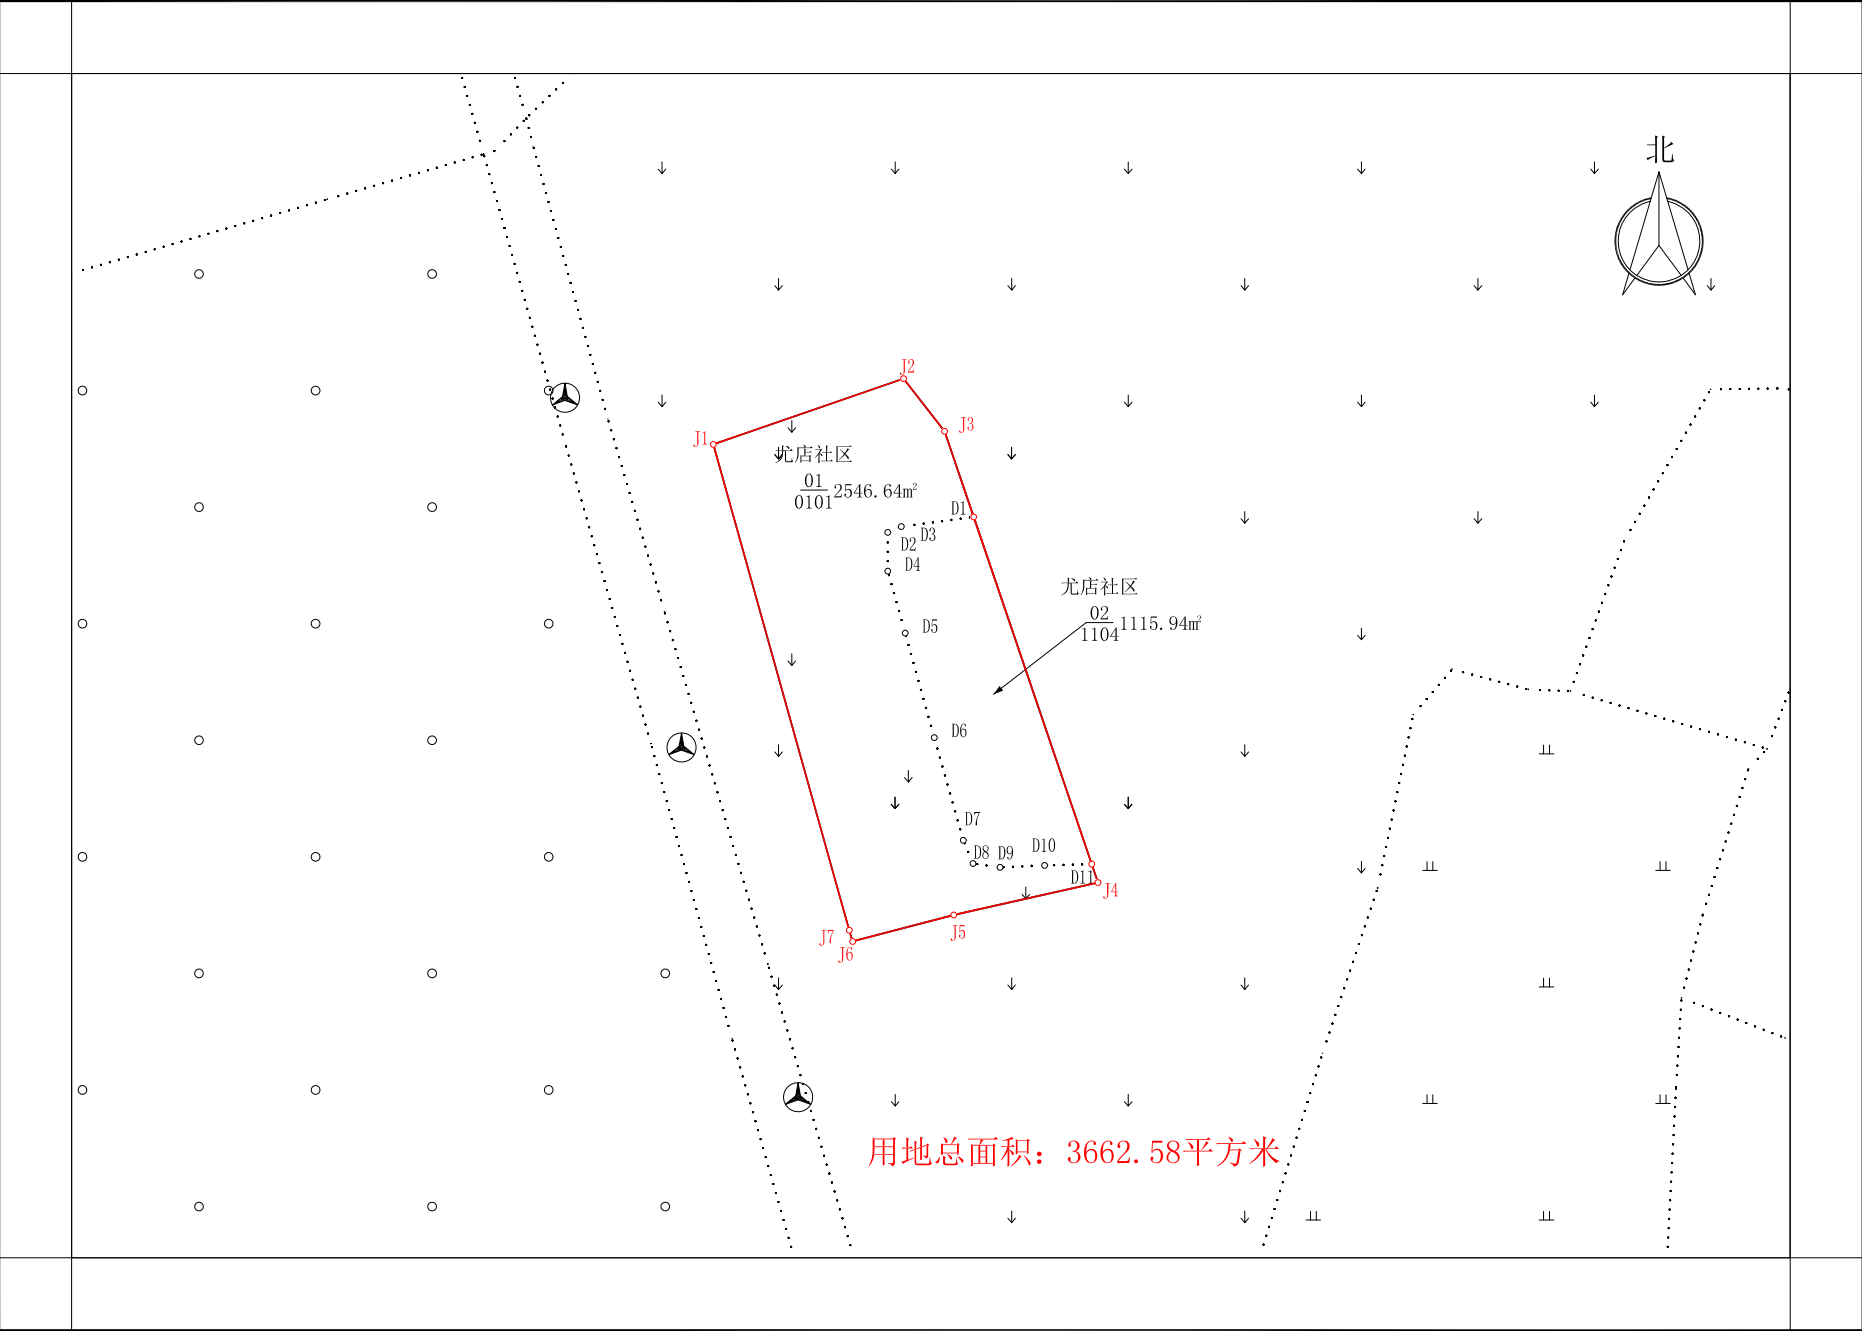 北
J2
J3
J1
尤店社区
01
0101
2546.64㎡
D1
D3
D2
D4
尤店社区
02
1104
1115.94㎡
D5
D6
D7
D8
D9
D10
D11
J4
J5
J7
J6
用地总面积：3662.58平方米